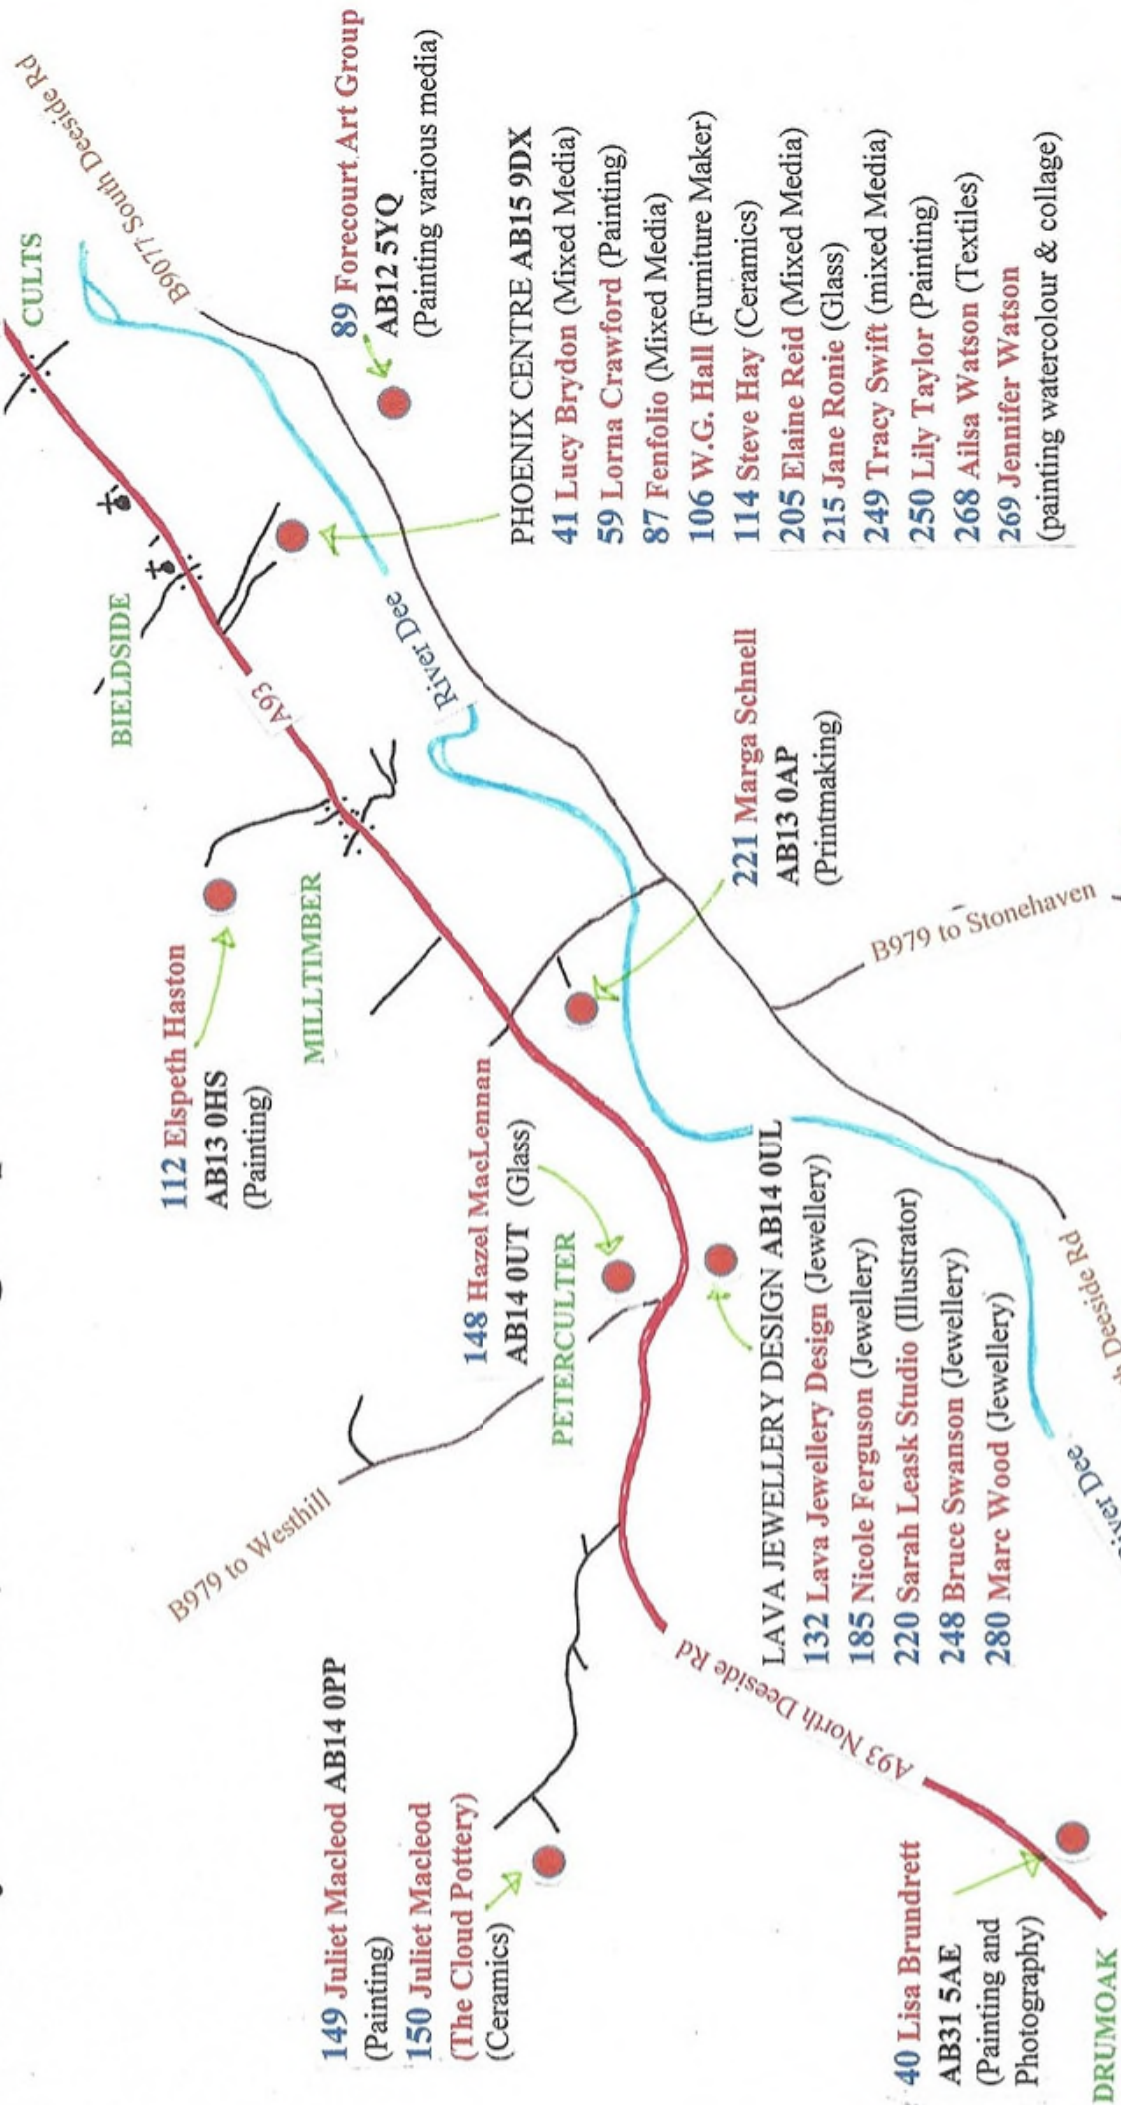 CULTS
B9077 South Deeside Rd
89 Forecourt Art Group
AB12 5YQ
(Painting various media)
PHOENIX CENTRE AB15 9DX
41 Lucy Brydon (Mixed Media)
59 Lorna Crawford (Painting)
87 Fenfolio (Mixed Media)
106 W.G. Hall (Furniture Maker)
114 Steve Hay (Ceramics)
205 Elaine Reid (Mixed Media)
215 Jane Ronie (Glass)
249 Tracy Swift (mixed Media)
250 Lily Taylor (Painting)
268 Ailsa Watson (Textiles)
269 Jennifer Watson
(painting watercolour & collage)
BIELDSIDE
A93
River Dee
112 Elspeth Haston
AB13 0HS
(Painting)
MILLTIMBER
221 Marga Schnell
AB13 0AP
(Printmaking)
B979 to Stonehaven
148 Hazel MacLennan
AB14 0UT (Glass)
PETERCULTER
B979 to Westhill
LAVA JEWELLERY DESIGN AB14 0UL
132 Lava Jewellery Design (Jewellery)
185 Nicole Ferguson (Jewellery)
220 Sarah Leask Studio (Illustrator)
248 Bruce Swanson (Jewellery)
280 Marc Wood (Jewellery)
Deeside Rd
River Dee
149 Juliet Macleod AB14 0PP
(Painting)
150 Juliet Macleod
(The Cloud Pottery)
(Ceramics)
A93 North Deeside Rd
40 Lisa Brundrett
AB31 5AE
(Painting and
Photography)
DRUMOAK